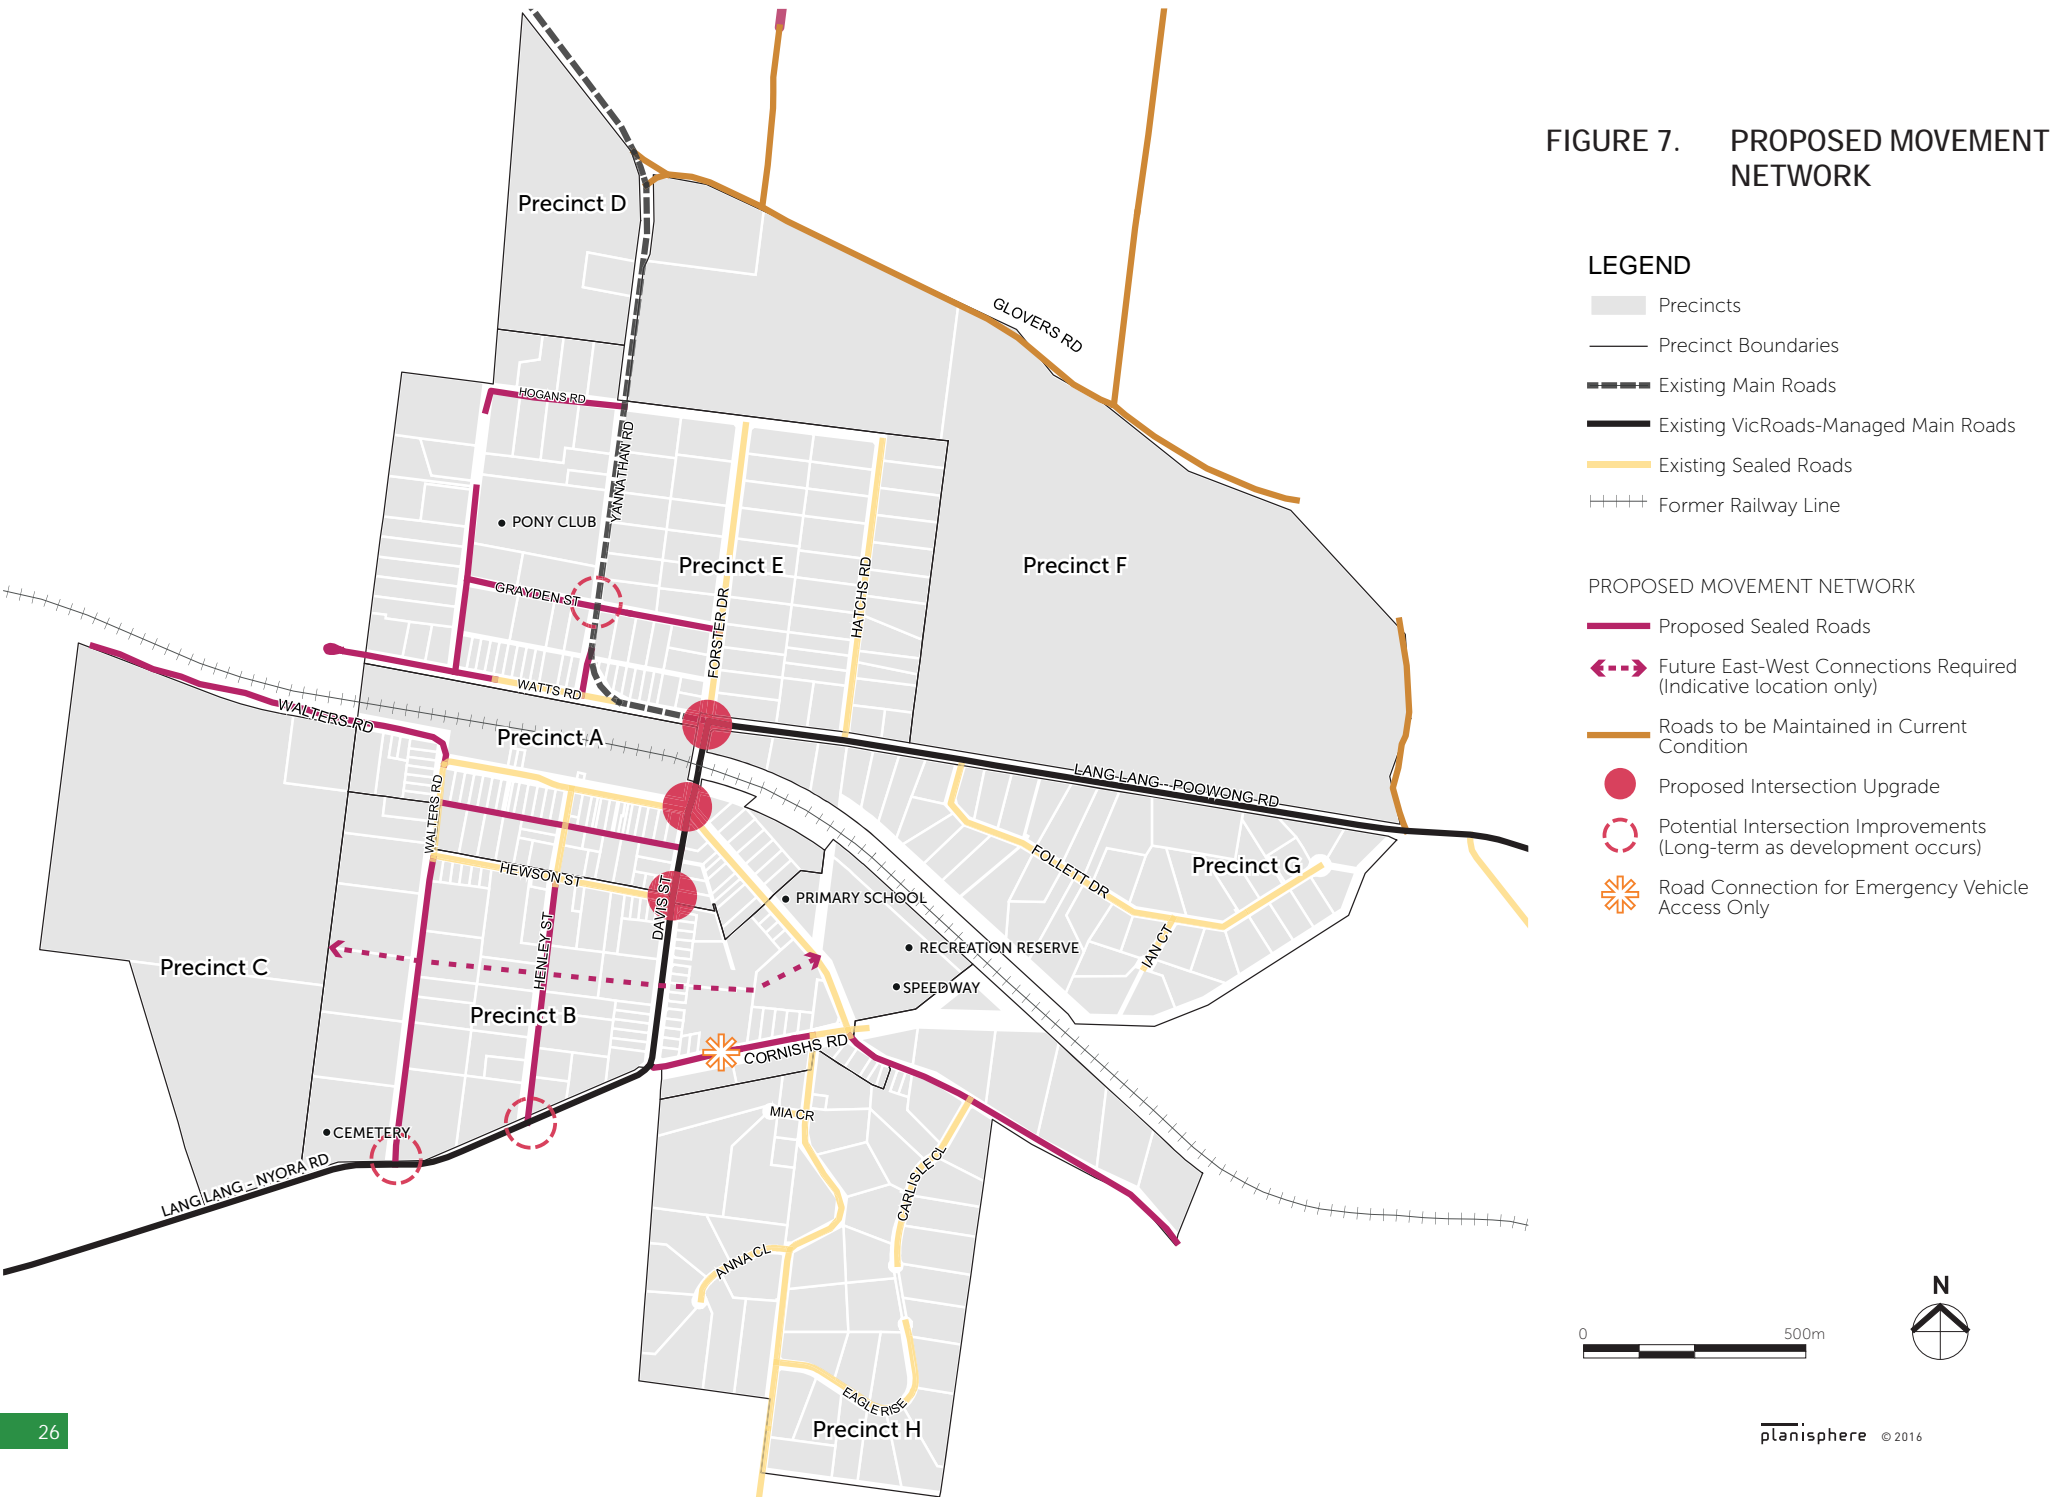 FIGURE 7. PROPOSED MOVEMENT
NETWORK
LEGEND
Precincts
Precinct Boundaries
Existing Main Roads
Existing VicRoads-Managed Main Roads
Existing Sealed Roads
Former Railway Line
PROPOSED MOVEMENT NETWORK
Proposed Sealed Roads
Future East-West Connections Required
(Indicative location only)
Roads to be Maintained in Current
Condition
Proposed Intersection Upgrade
Potential Intersection Improvements
(Long-term as development occurs)
Road Connection for Emergency Vehicle
Access Only
Precinct D
GLOVERS RD
HOGANS RD
YANNATHAN RD
PONY CLUB
Precinct E
Precinct F
GRAYDEN ST
FORSTER DR
HATCHS RD
WATTS RD
WALTERS RD
Precinct A
LANG LANG - POOWONG RD
WALTERS RD
FOLLETT DR
Precinct G
HEWSON ST
DAVIS ST
PRIMARY SCHOOL
RECREATION RESERVE
IAN CT
HENLEY ST
Precinct C
SPEEDWAY
Precinct B
CORNISHS RD
MIA CR
CEMETERY
CARLISLE CL
LANG LANG - NYORA RD
ANNA CL
EAGLE RISE
Precinct H
N
0 500m
26
planisphere © 2016